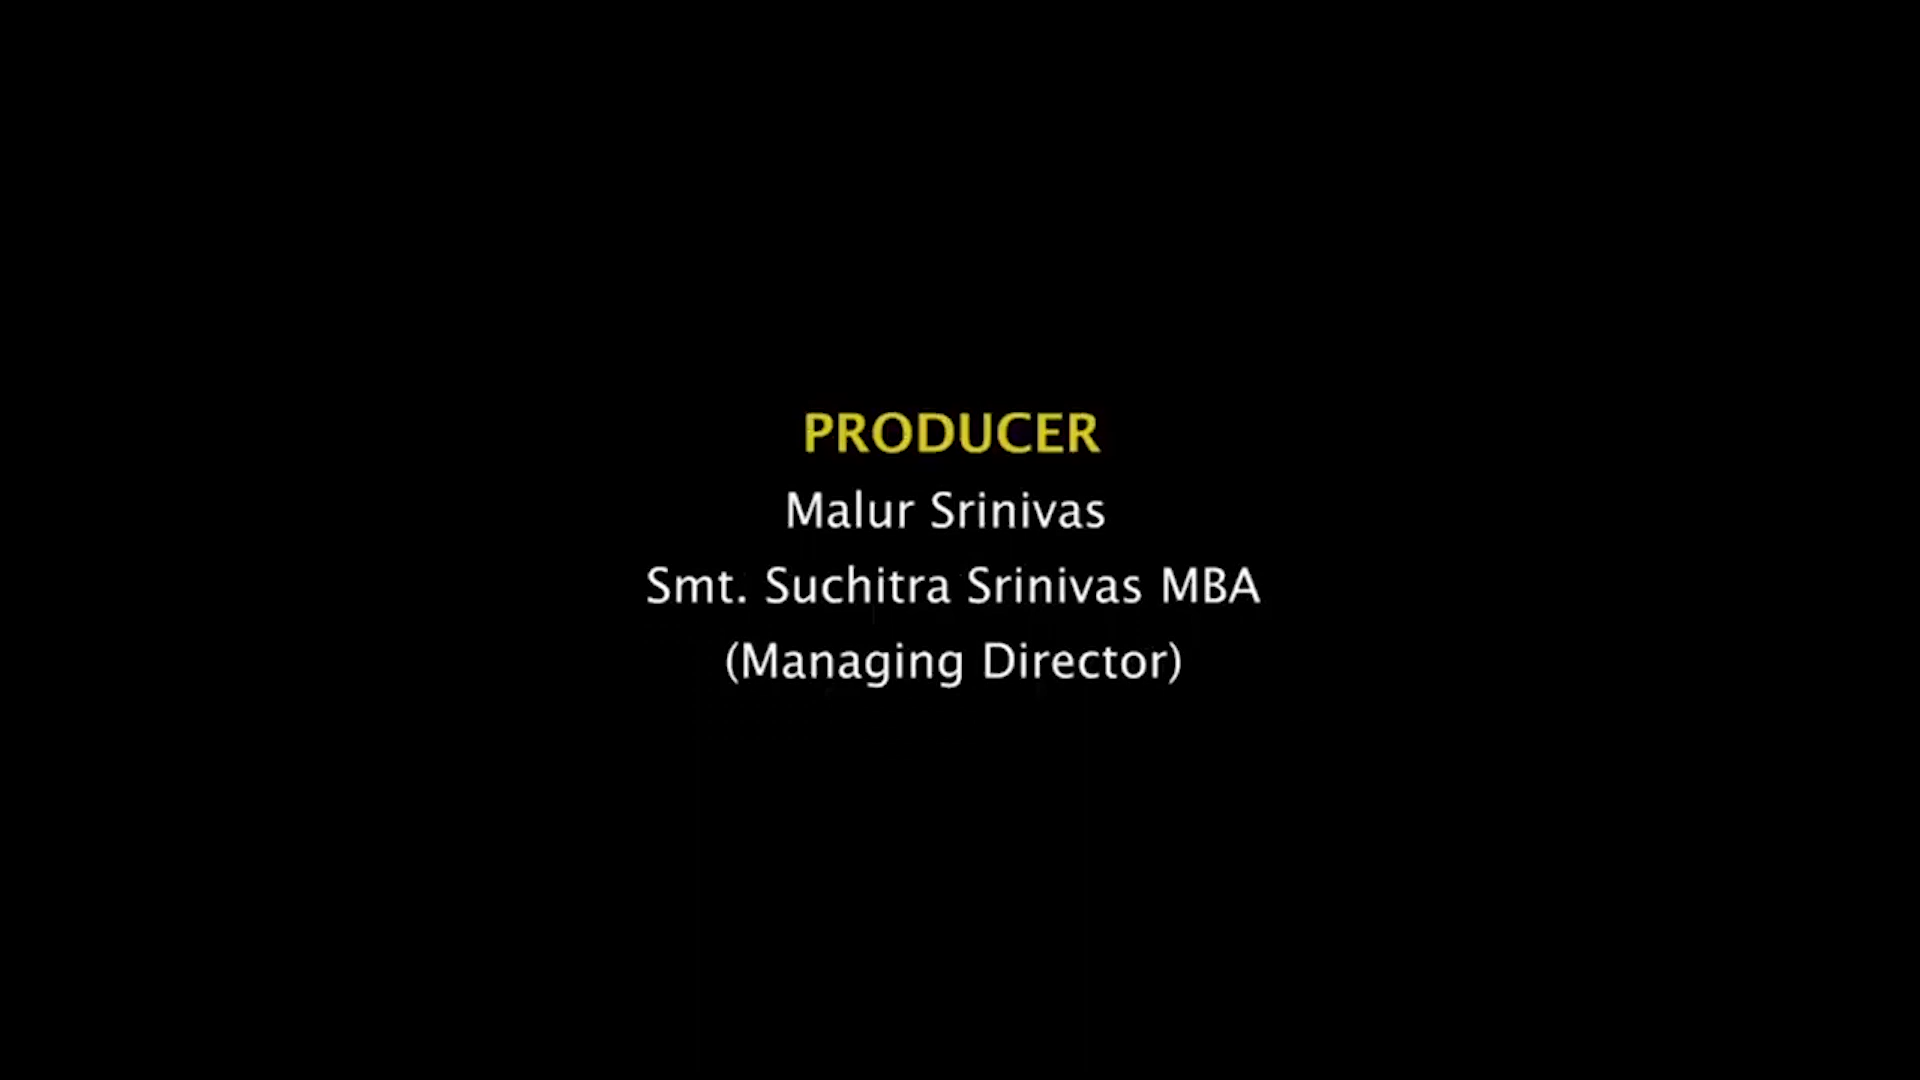 PRODUCER
Malur Srinivas
Smt. Suchitra Srinivas MBA
(Managing Director)